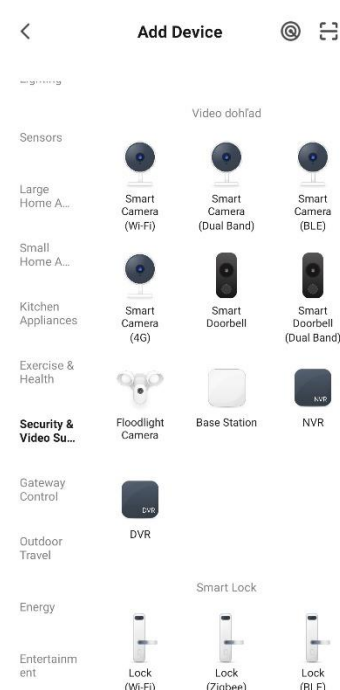 Add Device
Lighting
Sensors
Large
Home A...
Small
Home A...
Kitchen
Appliances
Exercise &
Health
Security &
Video Su...
Gateway
Control
Outdoor
Travel
Energy
Entertainm
ent
Video dohľad
Smart
Camera
(Wi-Fi)
Smart
Camera
(Dual Band)
Smart
Camera
(BLE)
Smart
Camera
(4G)
Smart
Doorbell
Smart
Doorbell
(Dual Band)
Floodlight
Camera
Base Station
NVR
NVR
DVR
DVR
Smart Lock
Lock
(Wi-Fi)
Lock
(Zigbee)
Lock
(BLE)